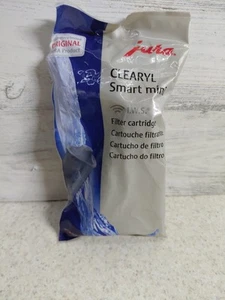 ORIGINAL
jura
CLEARYL
Smart mini
Filter cartridge
Cartouche filtrante
Cartucho de filtro
Cartucho do filtro